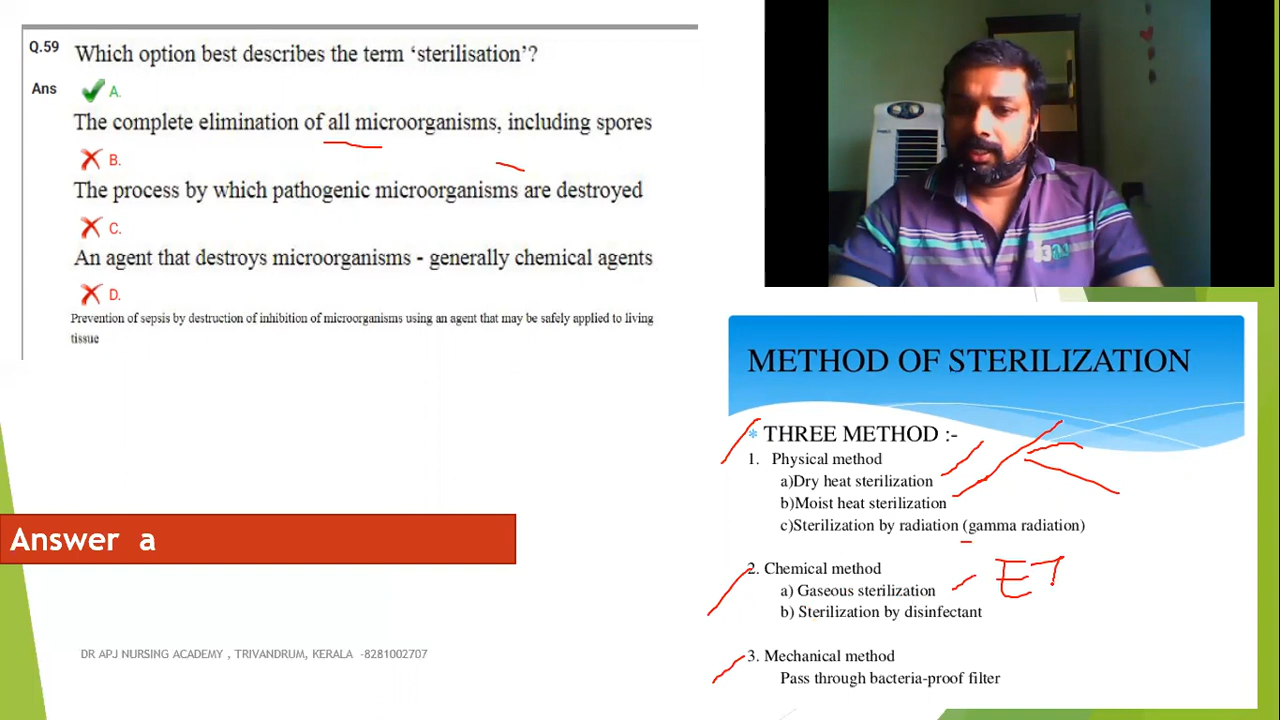 Q.59 Which option best describes the term ‘sterilisation’?
Ans A.
The complete elimination of all microorganisms, including spores
B.
The process by which pathogenic microorganisms are destroyed
C.
An agent that destroys microorganisms - generally chemical agents
D.
Prevention of sepsis by destruction of inhibition of microorganisms using an agent that may be safely applied to living
tissue
Answer a
DR APJ NURSING ACADEMY , TRIVANDRUM, KERALA -8281002707
METHOD OF STERILIZATION
* THREE METHOD :-
1. Physical method
a)Dry heat sterilization
b)Moist heat sterilization
c)Sterilization by radiation (gamma radiation)
2. Chemical method
a) Gaseous sterilization
ET
b) Sterilization by disinfectant
3. Mechanical method
Pass through bacteria-proof filter